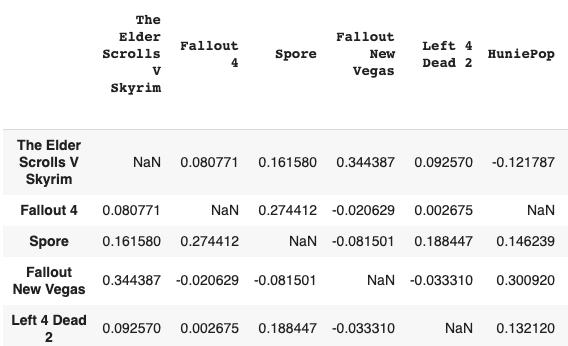 The Elder Scrolls V Skyrim Fallout 4 Spore Fallout New Vegas Left 4 Dead 2 HuniePop
The Elder Scrolls V Skyrim NaN 0.080771 0.161580 0.344387 0.092570 -0.121787
Fallout 4 0.080771 NaN 0.274412 -0.020629 0.002675 NaN
Spore 0.161580 0.274412 NaN -0.081501 0.188447 0.146239
Fallout New Vegas 0.344387 -0.020629 -0.081501 NaN -0.033310 0.300920
Left 4 Dead 2 0.092570 0.002675 0.188447 -0.033310 NaN 0.132120